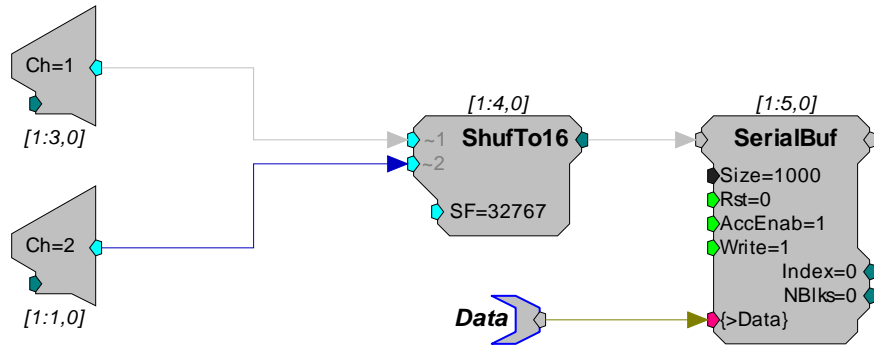 Ch=1
[1:3,0]
Ch=2
[1:1,0]
[1:4,0]
ShufTo16
~1
~2
SF=32767
Data
[1:5,0]
SerialBuf
Size=1000
Rst=0
AccEnab=1
Write=1
Index=0
NBlks=0
{>Data}